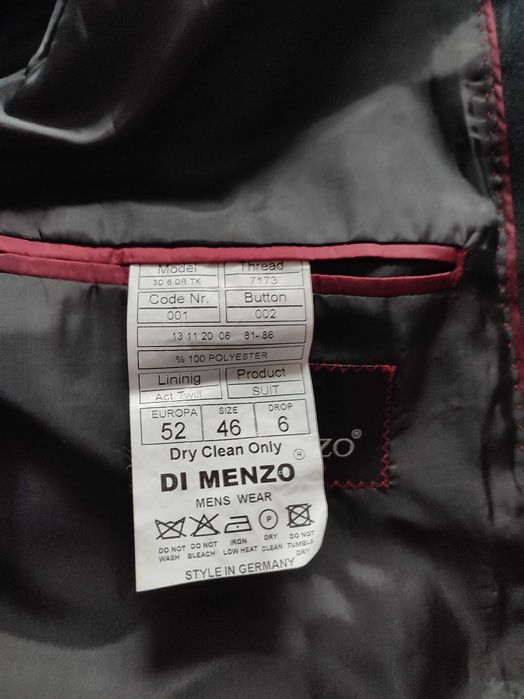 Model Thread
3D 6 DR TK 7173
Code Nr. Button
001 002
13 11 20 06 81-86
% 100 POLYESTER
Lininig Product
Act Twill SUIT
EUROPA SIZE DROP
52 46 6
Dry Clean Only
DI MENZO ®
MENS WEAR
DO NOT WASH DO NOT BLEACH IRON LOW HEAT P DRY CLEAN DO NOT TUMBLE DRY
STYLE IN GERMANY
ZO ®